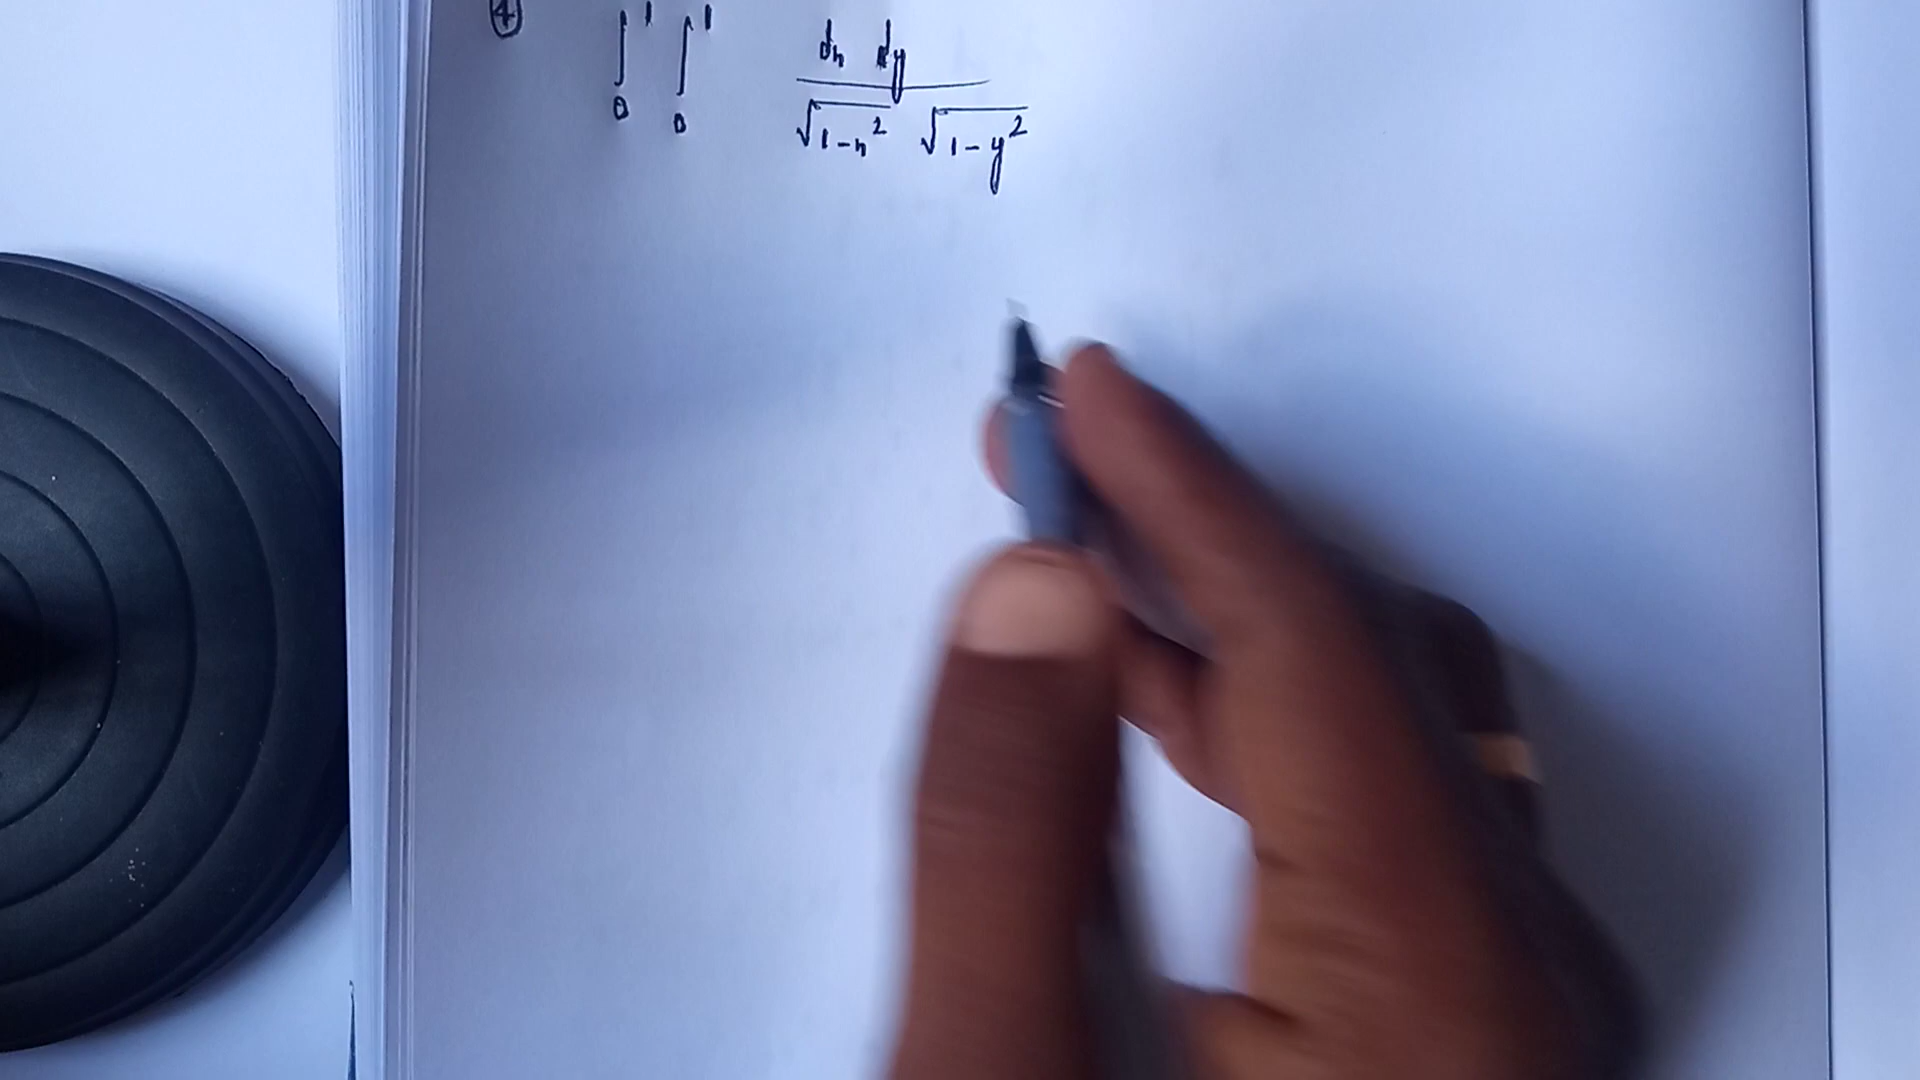 ④ ∫₀¹ ∫₀¹ dx dy / √(1-x²) √(1-y²)